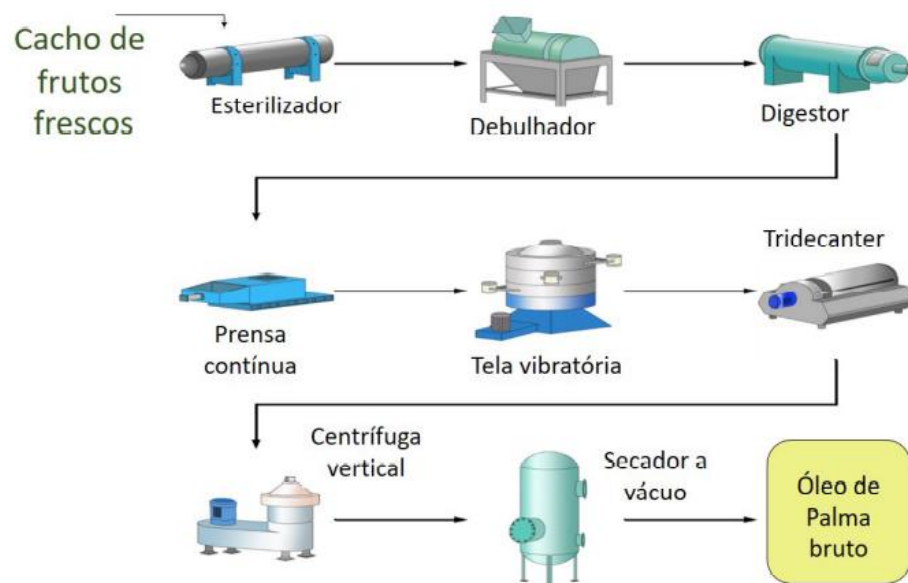 Cacho de
frutos
frescos
Esterilizador
Debulhador
Digestor
Prensa
contínua
Tela vibratória
Tridecanter
Centrífuga
vertical
Secador a
vácuo
Óleo de
Palma
bruto